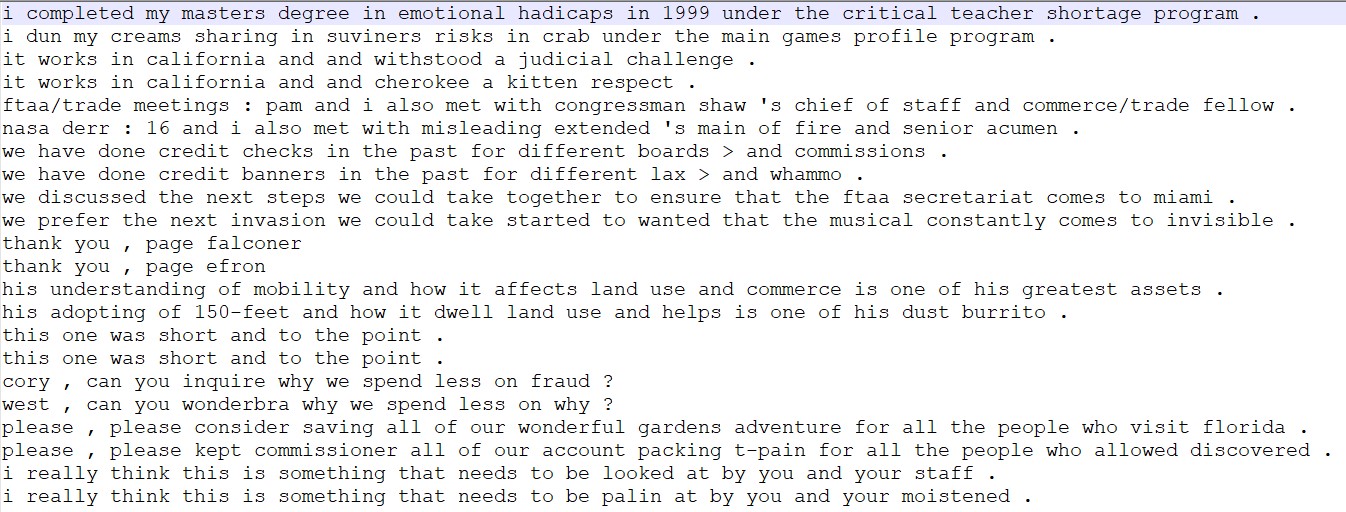 i completed my masters degree in emotional hadicaps in 1999 under the critical teacher shortage program .
i dun my creams sharing in suviners risks in crab under the main games profile program .
it works in california and and withstood a judicial challenge .
it works in california and and cherokee a kitten respect .
ftaa/trade meetings : pam and i also met with congressman shaw 's chief of staff and commerce/trade fellow .
nasa derr : 16 and i also met with misleading extended 's main of fire and senior acumen .
we have done credit checks in the past for different boards > and commissions .
we have done credit banners in the past for different lax > and whammo .
we discussed the next steps we could take together to ensure that the ftaa secretariat comes to miami .
we prefer the next invasion we could take started to wanted that the musical constantly comes to invisible .
thank you , page falconer
thank you , page efron
his understanding of mobility and how it affects land use and commerce is one of his greatest assets .
his adopting of 150-feet and how it dwell land use and helps is one of his dust burrito .
this one was short and to the point .
this one was short and to the point .
cory , can you inquire why we spend less on fraud ?
west , can you wonderbra why we spend less on why ?
please , please consider saving all of our wonderful gardens adventure for all the people who visit florida .
please , please kept commissioner all of our account packing t-pain for all the people who allowed discovered .
i really think this is something that needs to be looked at by you and your staff .
i really think this is something that needs to be palin at by you and your moistened .